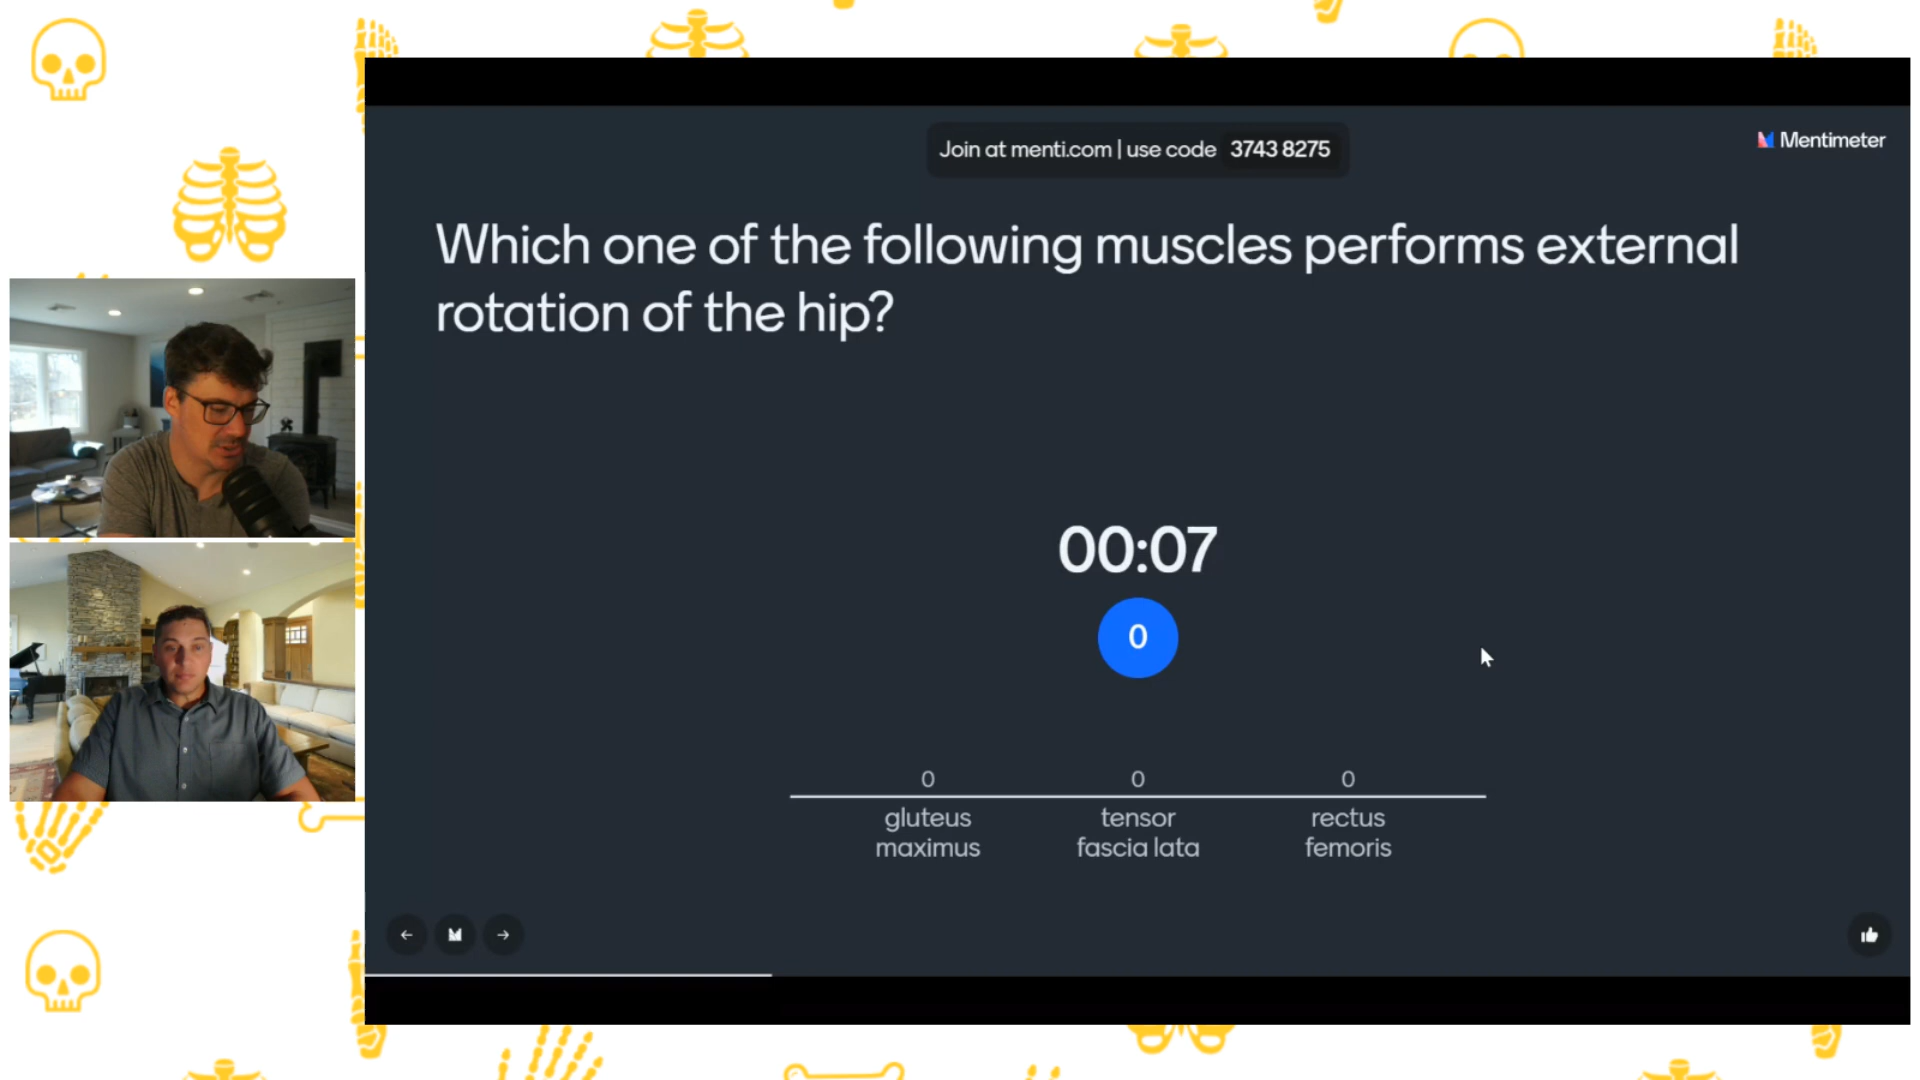 Join at menti.com | use code 3743 8275
Mentimeter
Which one of the following muscles performs external
rotation of the hip?
00:07
0
0 0 0
gluteus tensor rectus
maximus fascia lata femoris